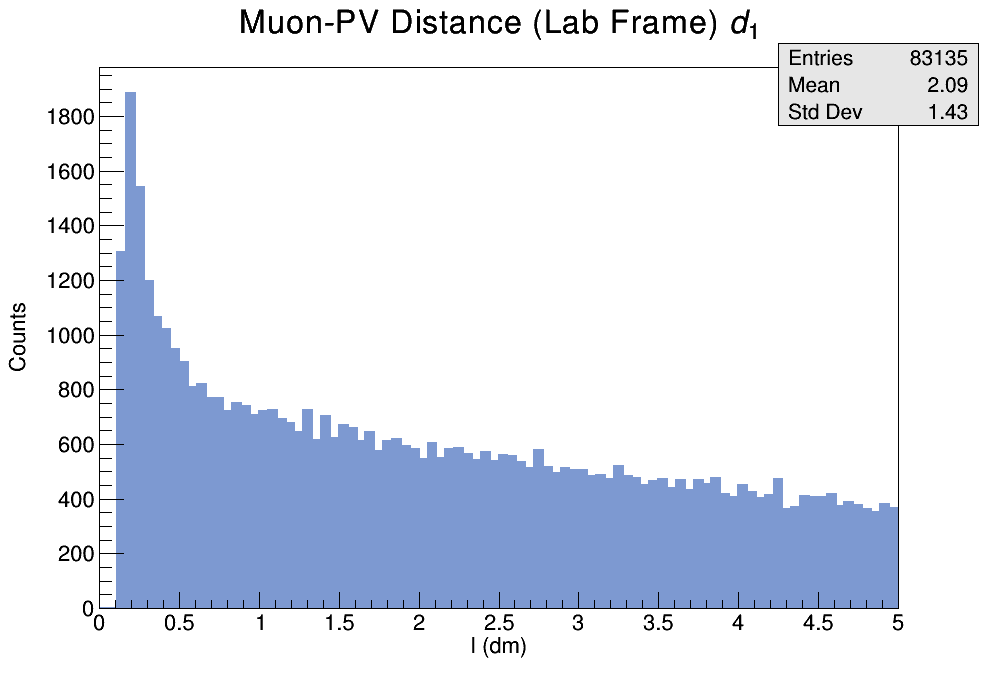 Muon-PV Distance (Lab Frame) d₁
Entries 83135
Mean 2.09
Std Dev 1.43
1800
1600
1400
1200
1000
800
600
400
200
0
Counts
0 0.5 1 1.5 2 2.5 3 3.5 4 4.5 5
l (dm)